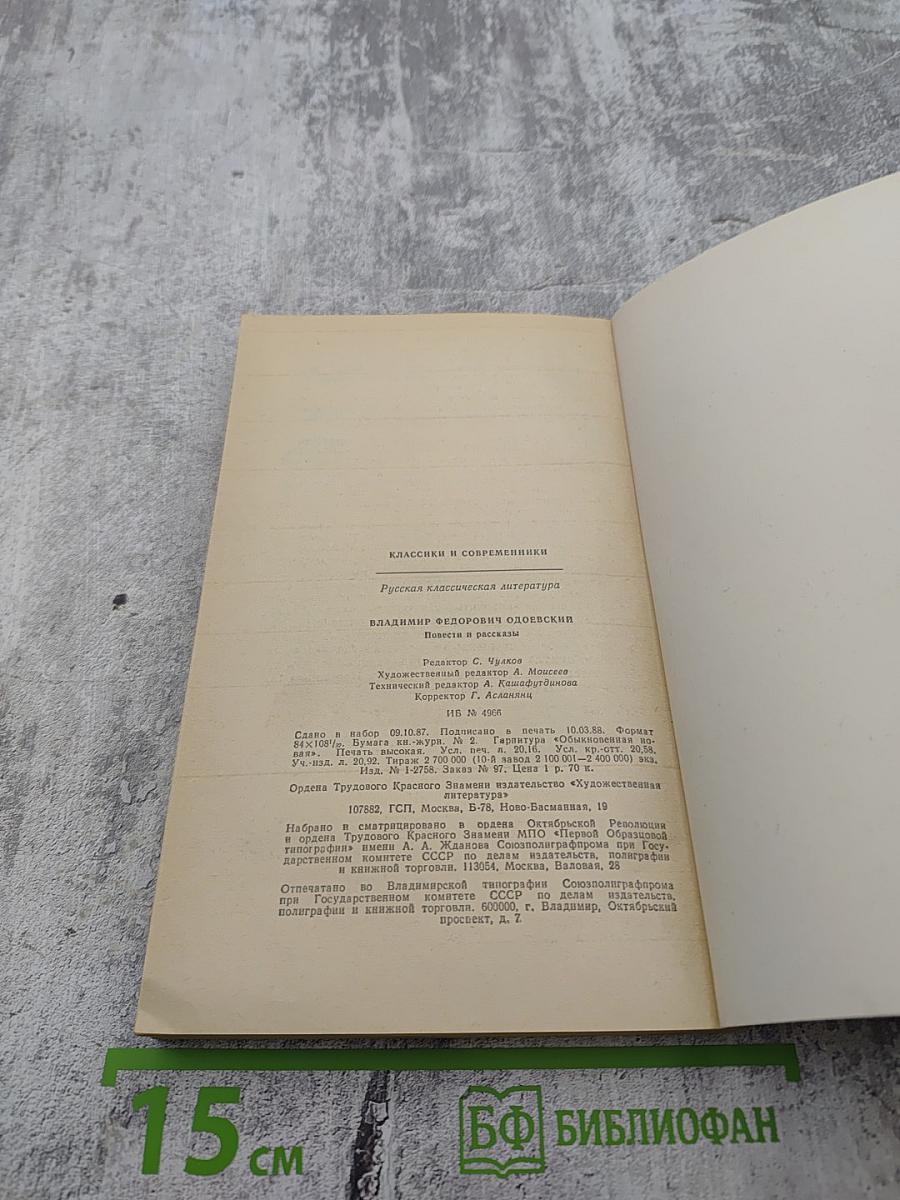 КЛАССИКИ И СОВРЕМЕННИКИ
Русская классическая литература
ВЛАДИМИР ФЕДОРОВИЧ ОДОЕВСКИЙ
Повести и рассказы
Редактор С. Чулков
Художественный редактор А. Моисеев
Технический редактор А. Кашафутдинова
Корректор Г. Асланянц
ИБ № 4966
Сдано в набор 09.10.87. Подписано в печать 10.03.88. Формат
84×108¹/₃₂. Бумага кн.-журн. № 2. Гарнитура «Обыкновенная но-
вая». Печать высокая. Усл. печ. л. 20,16. Усл. кр.-отт. 20,58.
Уч.-изд. л. 20,92. Тираж 2 700 000 (10-й завод 2 100 001—2 400 000) экз.
Изд. № I-2758. Заказ № 97. Цена 1 р. 70 к.
Ордена Трудового Красного Знамени издательство «Художественная
литература»
107882, ГСП, Москва, Б-78, Ново-Басманная, 19
Набрано и сматрицировано в ордена Октябрьской Революции
и ордена Трудового Красного Знамени МПО «Первой Образцовой
типографии» имени А. А. Жданова Союзполиграфпрома при Госу-
дарственном комитете СССР по делам издательств, полиграфии
и книжной торговли. 113054, Москва, Валовая, 28
Отпечатано во Владимирской типографии Союзполиграфпрома
при Государственном комитете СССР по делам издательств,
полиграфии и книжной торговли. 600000, г. Владимир, Октябрьский
проспект, д. 7.
15 см
БФ БИБЛИОФАН